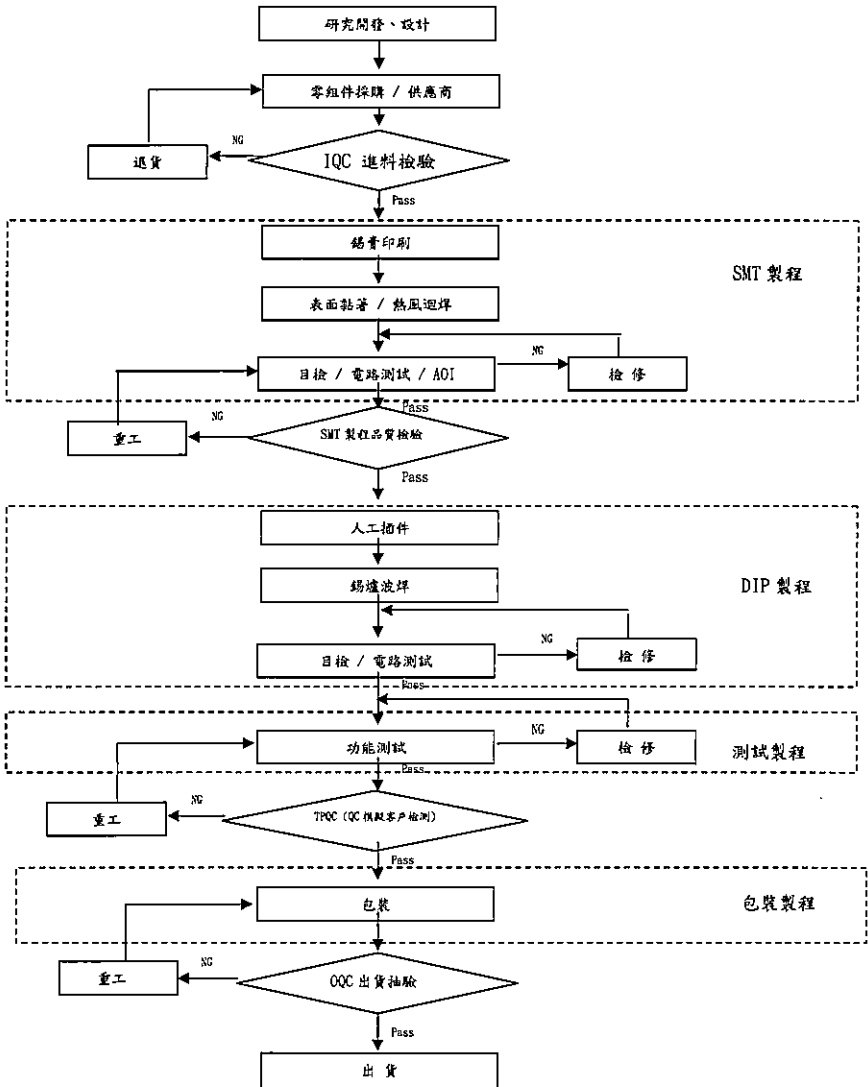 研究開發、設計
零組件採購 / 供應商
NG
退貨
IQC 進料檢驗
Pass
錫膏印刷
SMT 製程
表面黏著 / 熱風迴焊
NG
目檢 / 電路測試 / AOI
檢 修
Pass
NG
重工
SMT 製程品質檢驗
Pass
人工插件
錫爐波焊
DIP 製程
NG
目檢 / 電路測試
檢 修
Pass
NG
功能測試
檢 修
測試製程
Pass
NG
重工
TPQC (QC 模擬客戶檢測)
Pass
包裝
包裝製程
NG
重工
OQC 出貨抽驗
Pass
出 貨